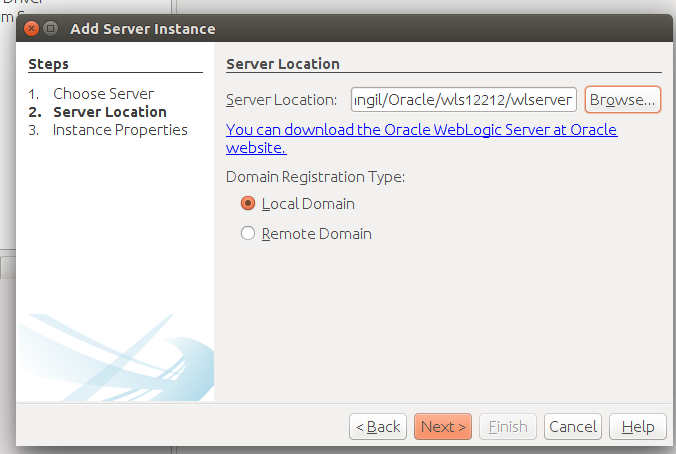 Add Server Instance
Steps
1. Choose Server
2. Server Location
3. Instance Properties
Server Location
Server Location:
/Oracle/wls12212/wlserver
Browse...
You can download the Oracle WebLogic Server at Oracle
website.
Domain Registration Type:
Local Domain
Remote Domain
< Back
Next >
Finish
Cancel
Help